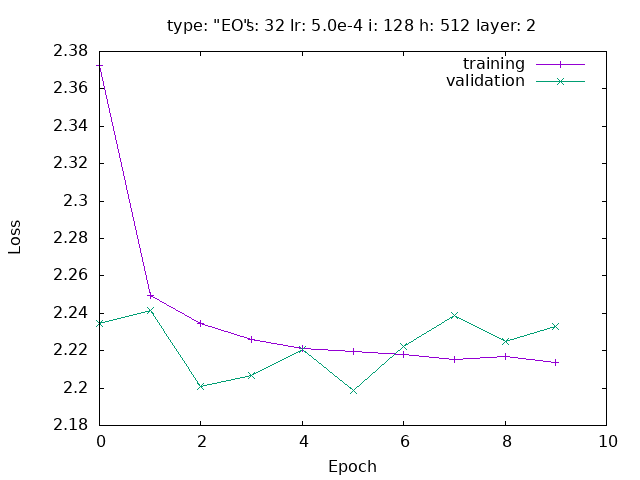 type: "EO's: 32 lr: 5.0e-4 i: 128 h: 512 layer: 2
training
validation
2.38
2.36
2.34
2.32
2.3
2.28
2.26
2.24
2.22
2.2
2.18
Loss
0 2 4 6 8 10
Epoch